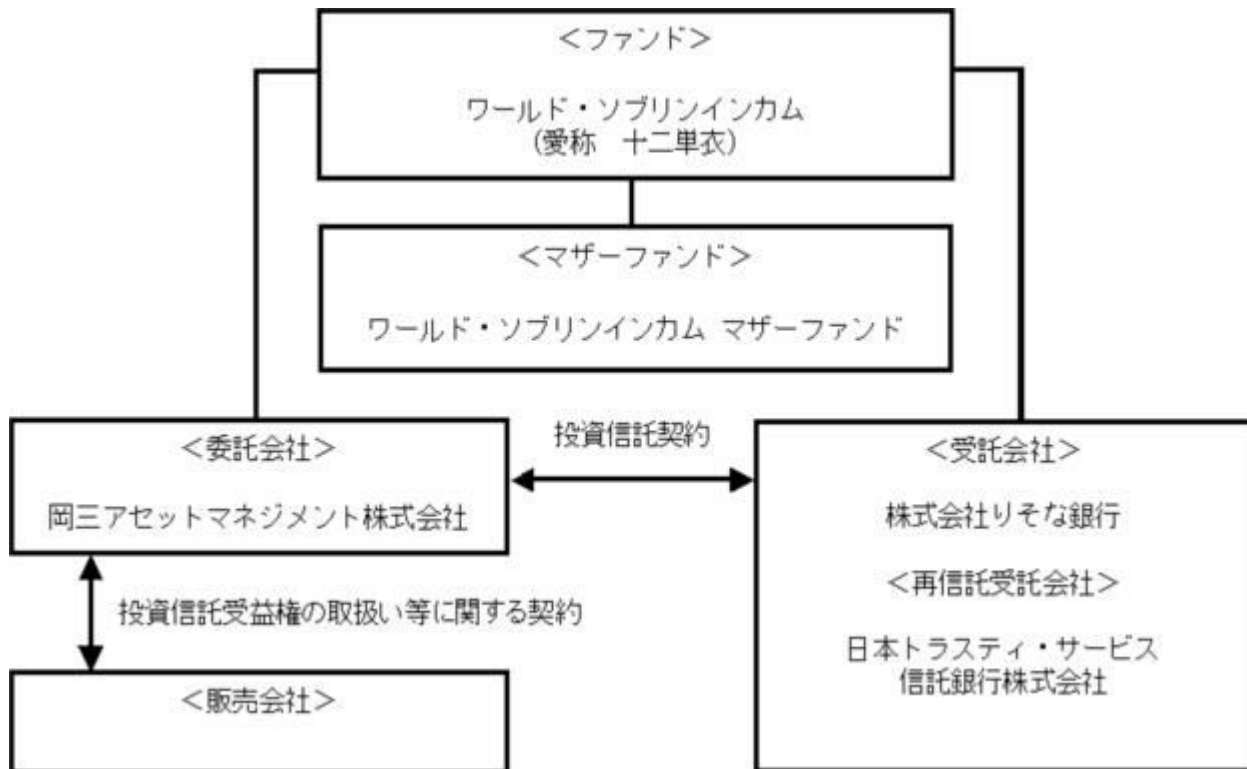 ＜ファンド＞
ワールド・ソブリンインカム
(愛称　十二単衣)
＜マザーファンド＞
ワールド・ソブリンインカム マザーファンド
＜委託会社＞
岡三アセットマネジメント株式会社
投資信託契約
＜受託会社＞
株式会社りそな銀行
＜再信託受託会社＞
日本トラスティ・サービス
信託銀行株式会社
投資信託受益権の取扱い等に関する契約
＜販売会社＞